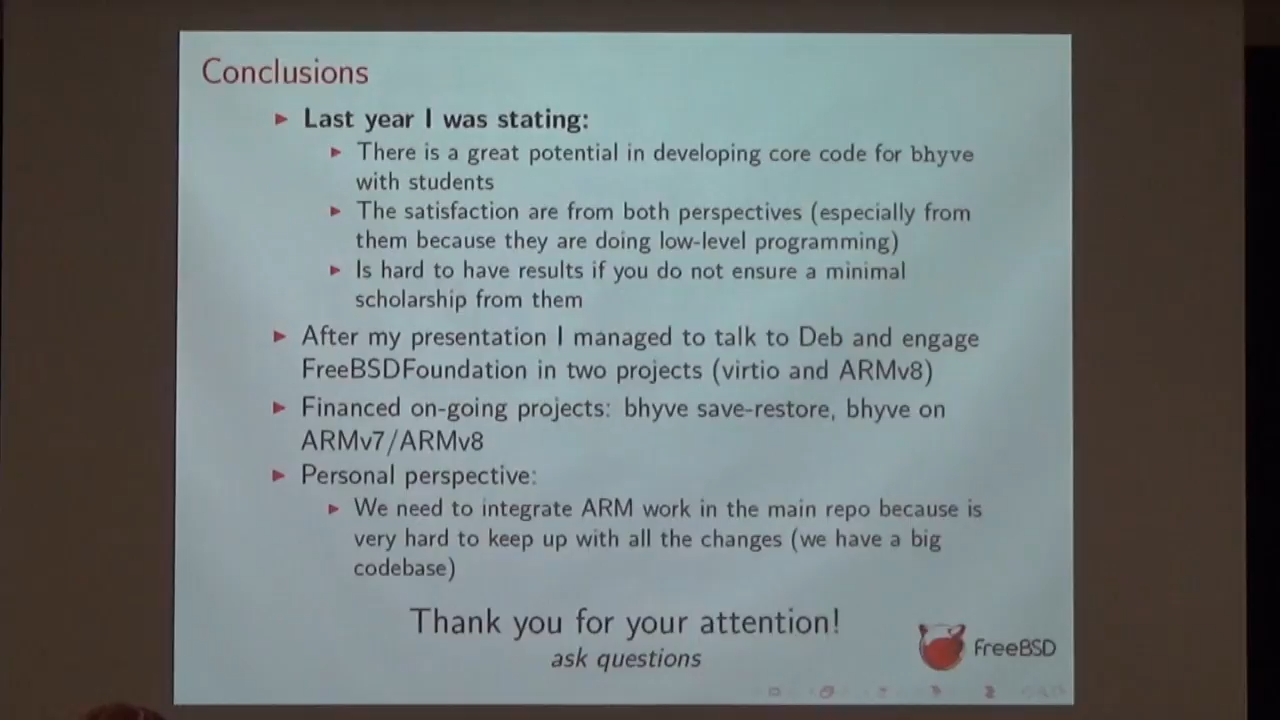 Conclusions
Last year I was stating:
There is a great potential in developing core code for bhyve
with students
The satisfaction are from both perspectives (especially from
them because they are doing low-level programming)
Is hard to have results if you do not ensure a minimal
scholarship from them
After my presentation I managed to talk to Deb and engage
FreeBSDFoundation in two projects (virtio and ARMv8)
Financed on-going projects: bhyve save-restore, bhyve on
ARMv7/ARMv8
Personal perspective:
We need to integrate ARM work in the main repo because is
very hard to keep up with all the changes (we have a big
codebase)
Thank you for your attention!
ask questions
FreeBSD